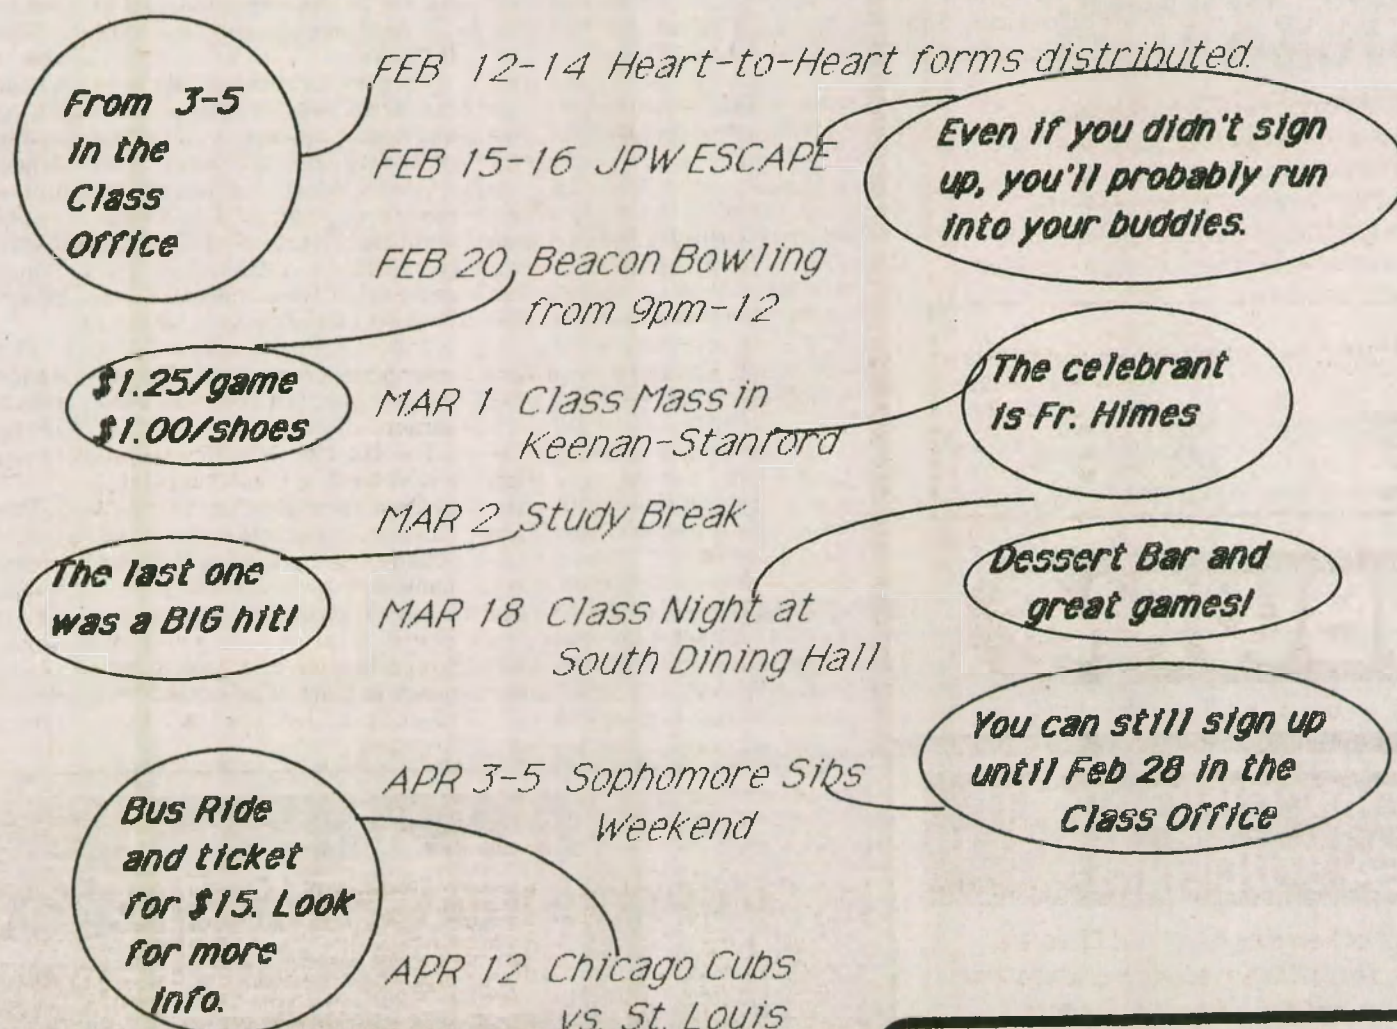 FEB 12-14 Heart-to-Heart forms distributed.
From 3-5
in the
Class
Office
FEB 15-16 JPW ESCAPE
Even if you didn't sign
up, you'll probably run
into your buddies.
FEB 20, Beacon Bowling
from 9pm-12
$1.25/game
$1.00/shoes
MAR 1 Class Mass in
Keenan-Stanford
The celebrant
is Fr. Himes
MAR 2 Study Break
The last one
was a BIG hit!
MAR 18 Class Night at
South Dining Hall
Dessert Bar and
great games!
APR 3-5 Sophomore Sibs
Weekend
You can still sign up
until Feb 28 in the
Class Office
Bus Ride
and ticket
for $15. Look
for more
info.
APR 12 Chicago Cubs
vs. St. Louis